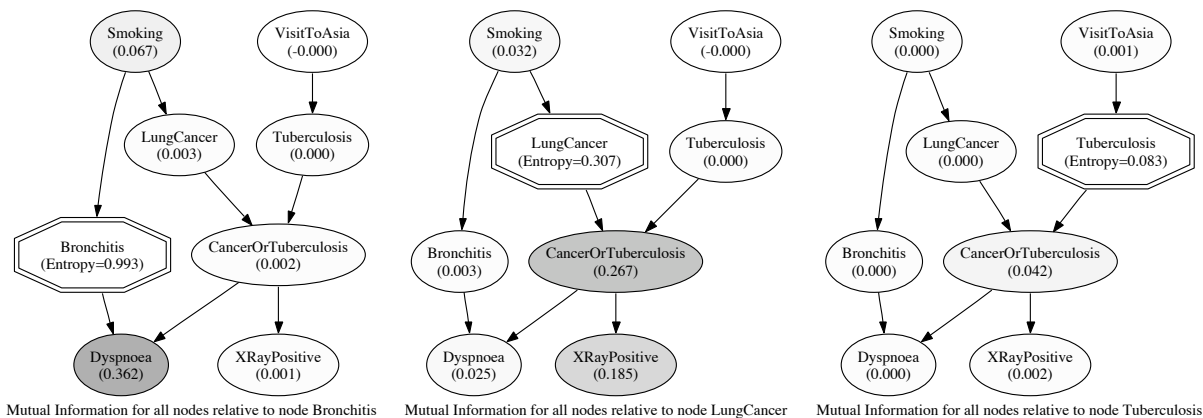 Smoking
(0.067)
VisitToAsia
(-0.000)
LungCancer
(0.003)
Tuberculosis
(0.000)
Bronchitis
(Entropy=0.993)
CancerOrTuberculosis
(0.002)
Dyspnoea
(0.362)
XRayPositive
(0.001)
Mutual Information for all nodes relative to node Bronchitis
Smoking
(0.032)
VisitToAsia
(-0.000)
LungCancer
(Entropy=0.307)
Tuberculosis
(0.000)
Bronchitis
(0.003)
CancerOrTuberculosis
(0.267)
Dyspnoea
(0.025)
XRayPositive
(0.185)
Mutual Information for all nodes relative to node LungCancer
Smoking
(0.000)
VisitToAsia
(0.001)
LungCancer
(0.000)
Tuberculosis
(Entropy=0.083)
Bronchitis
(0.000)
CancerOrTuberculosis
(0.042)
Dyspnoea
(0.000)
XRayPositive
(0.002)
Mutual Information for all nodes relative to node Tuberculosis